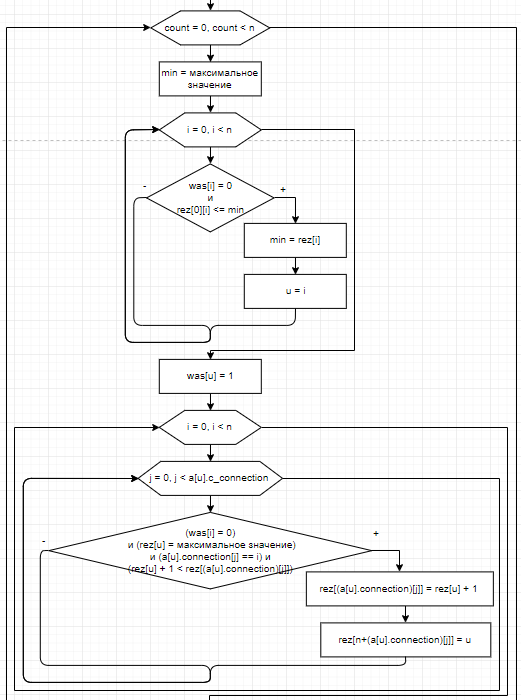 count = 0, count < n
min = максимальное
значение
i = 0, i < n
was[i] = 0
и
rez[0][i] <= min
-
+
min = rez[i]
u = i
was[u] = 1
i = 0, i < n
j = 0, j < a[u].c_connection
(was[i] = 0)
и (rez[u] = максимальное значение)
и (a[u].connection[j] == i) и
(rez[u] + 1 < rez[(a[u].connection)[j]])
-
+
rez[(a[u].connection)[j]] = rez[u] + 1
rez[n+(a[u].connection)[j]] = u